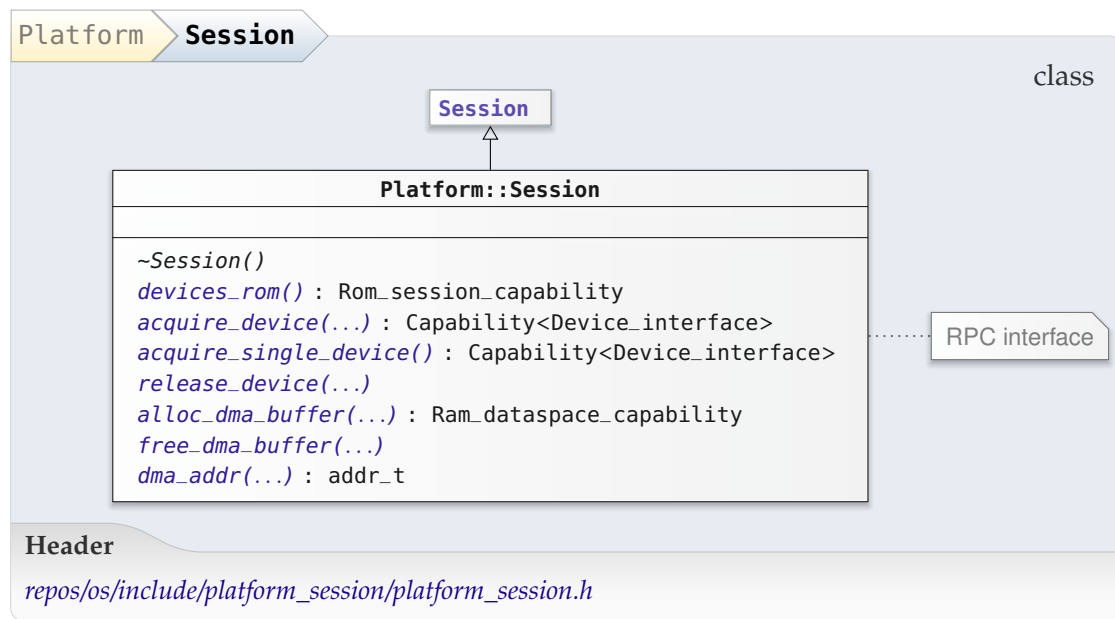 Platform Session
class
Session
Platform::Session
~Session()
devices_rom() : Rom_session_capability
acquire_device(...) : Capability<Device_interface>
acquire_single_device() : Capability<Device_interface>
release_device(...)
alloc_dma_buffer(...) : Ram_dataspace_capability
free_dma_buffer(...)
dma_addr(...) : addr_t
RPC interface
Header
repos/os/include/platform_session/platform_session.h